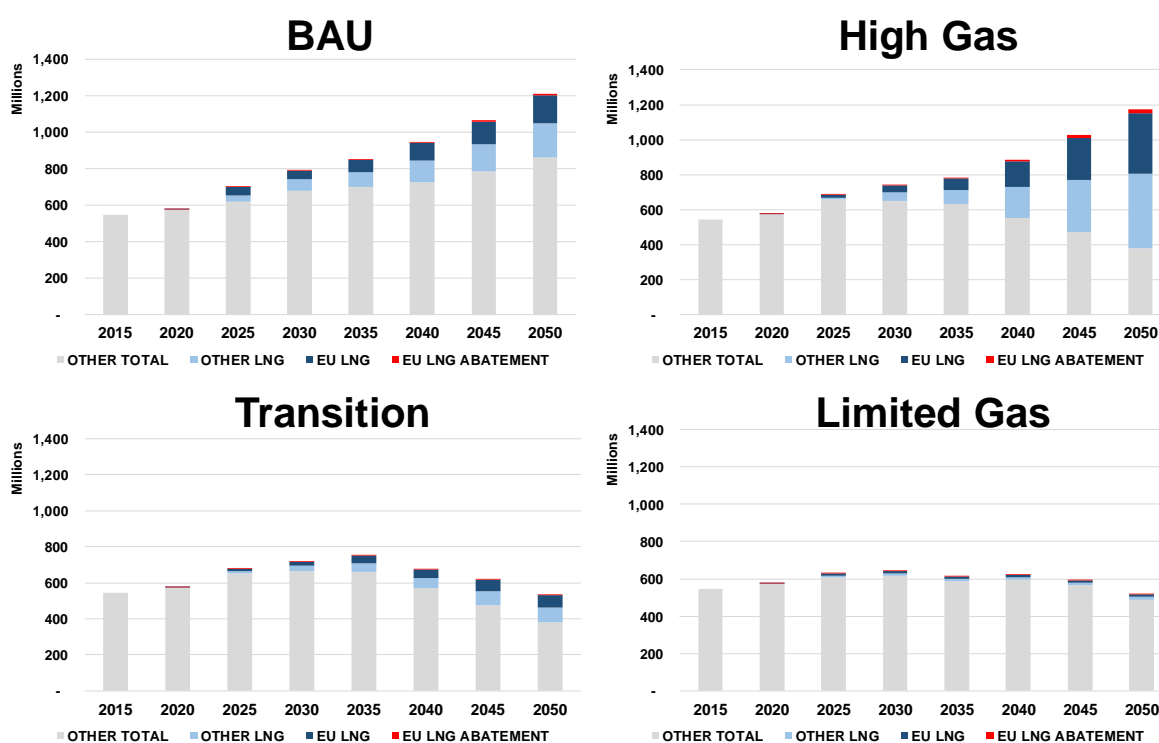 BAU
Millions
1,400
1,200
1,000
800
600
400
200
-
2015 2020 2025 2030 2035 2040 2045 2050
OTHER TOTAL OTHER LNG EU LNG EU LNG ABATEMENT
High Gas
Millions
1,400
1,200
1,000
800
600
400
200
-
2015 2020 2025 2030 2035 2040 2045 2050
OTHER TOTAL OTHER LNG EU LNG EU LNG ABATEMENT
Transition
Millions
1,400
1,200
1,000
800
600
400
200
-
2015 2020 2025 2030 2035 2040 2045 2050
OTHER TOTAL OTHER LNG EU LNG EU LNG ABATEMENT
Limited Gas
Millions
1,400
1,200
1,000
800
600
400
200
-
2015 2020 2025 2030 2035 2040 2045 2050
OTHER TOTAL OTHER LNG EU LNG EU LNG ABATEMENT